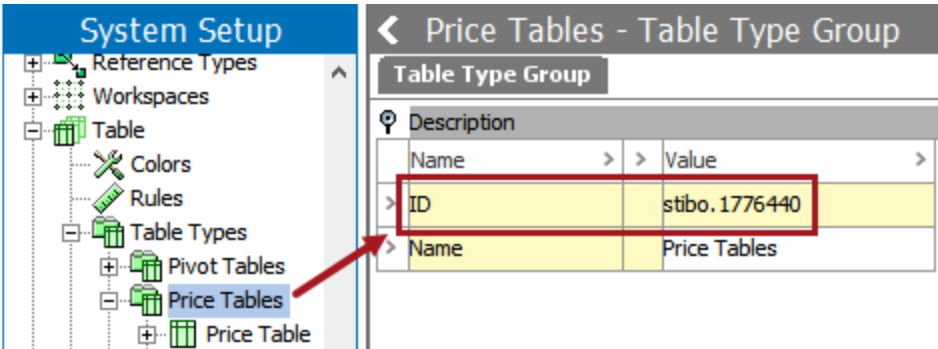 System Setup
Reference Types
Workspaces
Table
Colors
Rules
Table Types
Pivot Tables
Price Tables
Price Table
Price Tables - Table Type Group
Table Type Group
Description
Name > > Value >
> ID stibo.1776440
> Name Price Tables